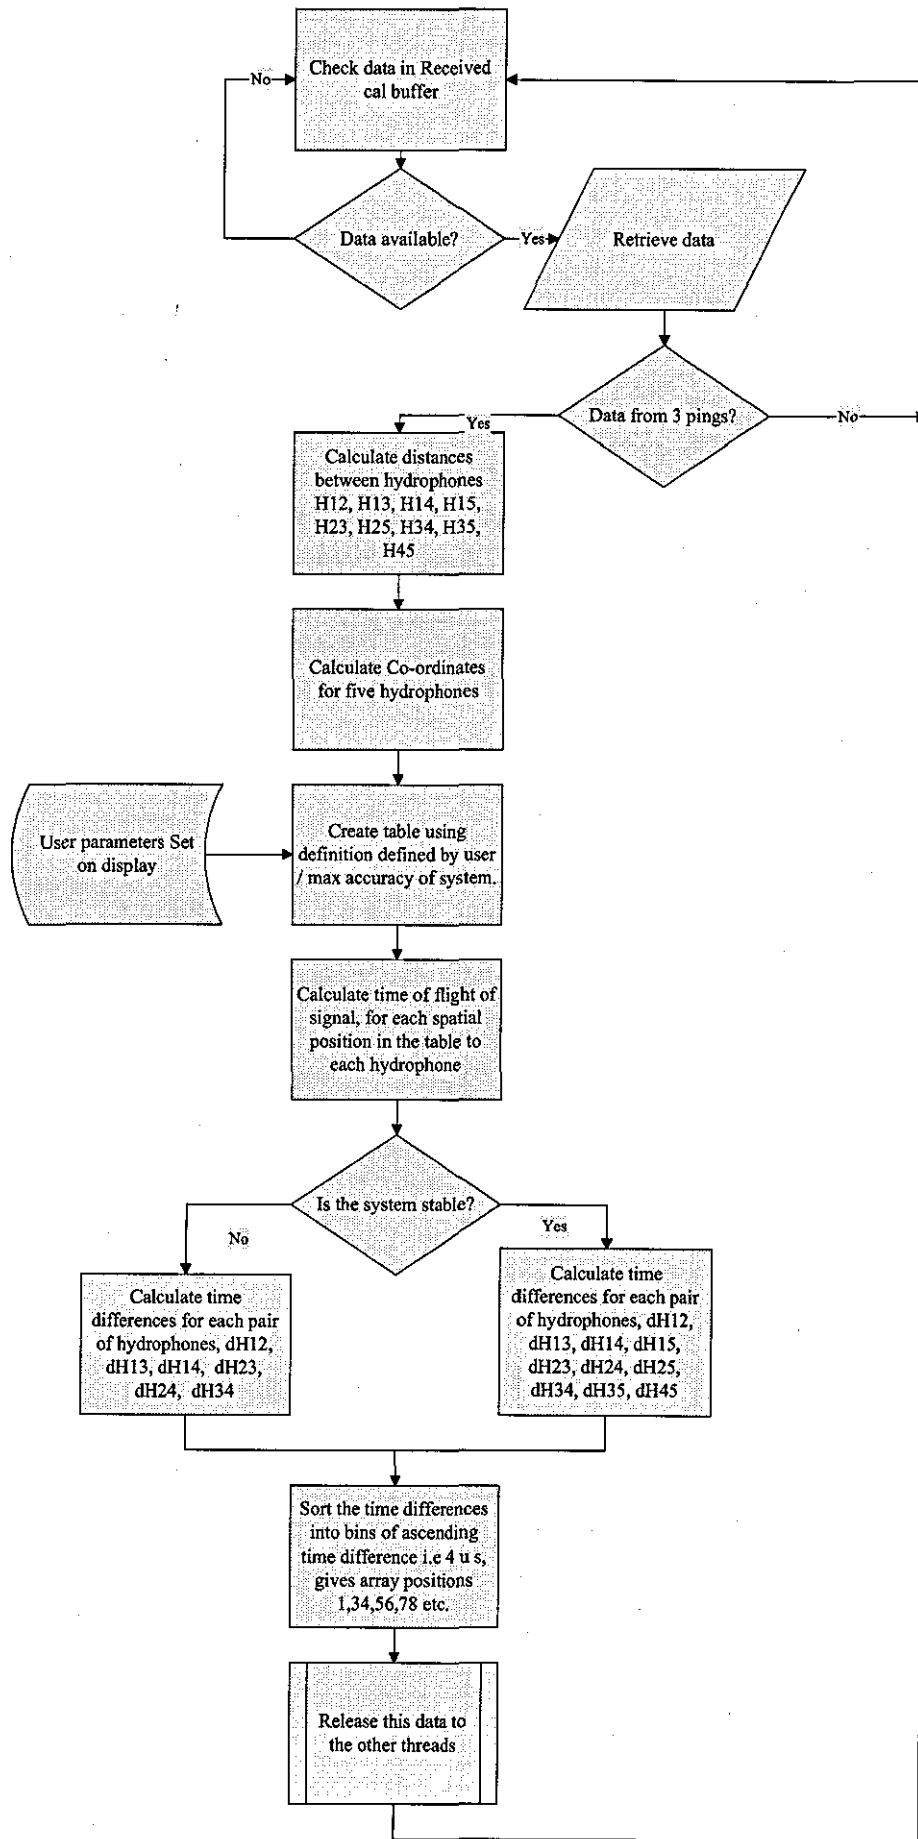 Check data in Received
cal buffer
No
Data available?
Yes
Retrieve data
Data from 3 pings?
No
Yes
Calculate distances
between hydrophones
H12, H13, H14, H15,
H23, H25, H34, H35,
H45
Calculate Co-ordinates
for five hydrophones
User parameters Set
on display
Create table using
definition defined by user
/ max accuracy of system.
Calculate time of flight of
signal, for each spatial
position in the table to
each hydrophone
Is the system stable?
No
Yes
Calculate time
differences for each pair
of hydrophones, dH12,
dH13, dH14, dH23,
dH24, dH34
Calculate time
differences for each pair
of hydrophones, dH12,
dH13, dH14, dH15,
dH23, dH24, dH25,
dH34, dH35, dH45
Sort the time differences
into bins of ascending
time difference i.e 4 u s,
gives array positions
1,34,56,78 etc.
Release this data to
the other threads